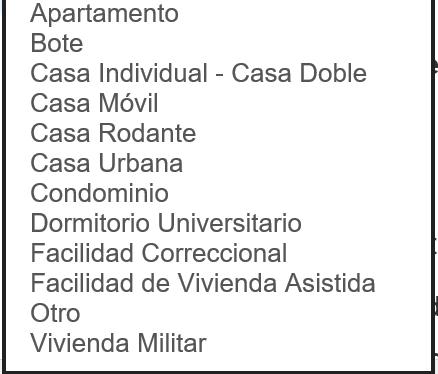 Apartamento
Bote
Casa Individual - Casa Doble
Casa Móvil
Casa Rodante
Casa Urbana
Condominio
Dormitorio Universitario
Facilidad Correccional
Facilidad de Vivienda Asistida
Otro
Vivienda Militar